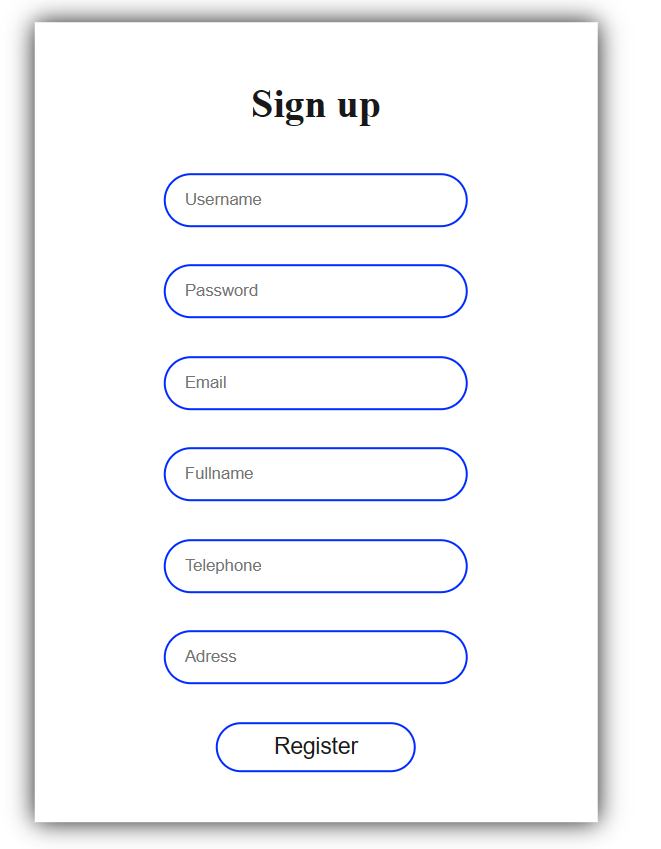 Sign up
Username
Password
Email
Fullname
Telephone
Adress
Register